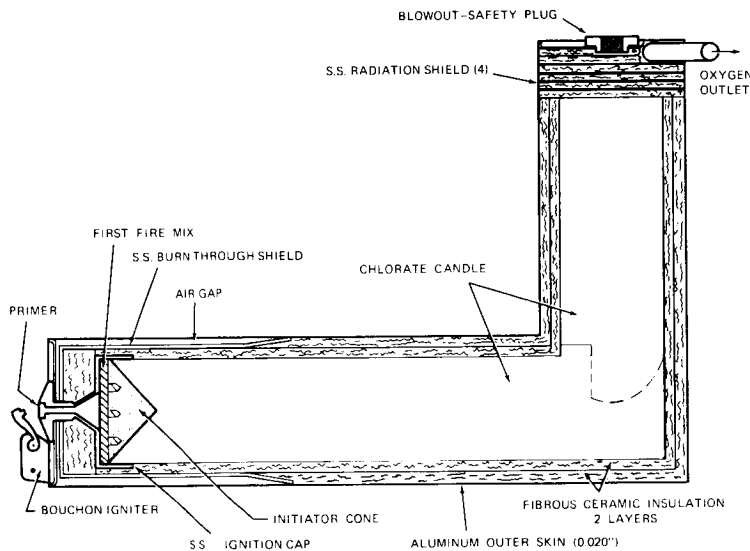 BLOWOUT-SAFETY PLUG
S.S. RADIATION SHIELD (4)
OXYGEN
OUTLET
FIRST FIRE MIX
S.S. BURN THROUGH SHIELD
CHLORATE CANDLE
AIR GAP
PRIMER
BOUCHON IGNITER
INITIATOR CONE
FIBROUS CERAMIC INSULATION
2 LAYERS
S S IGNITION CAP
ALUMINUM OUTER SKIN (0.020")